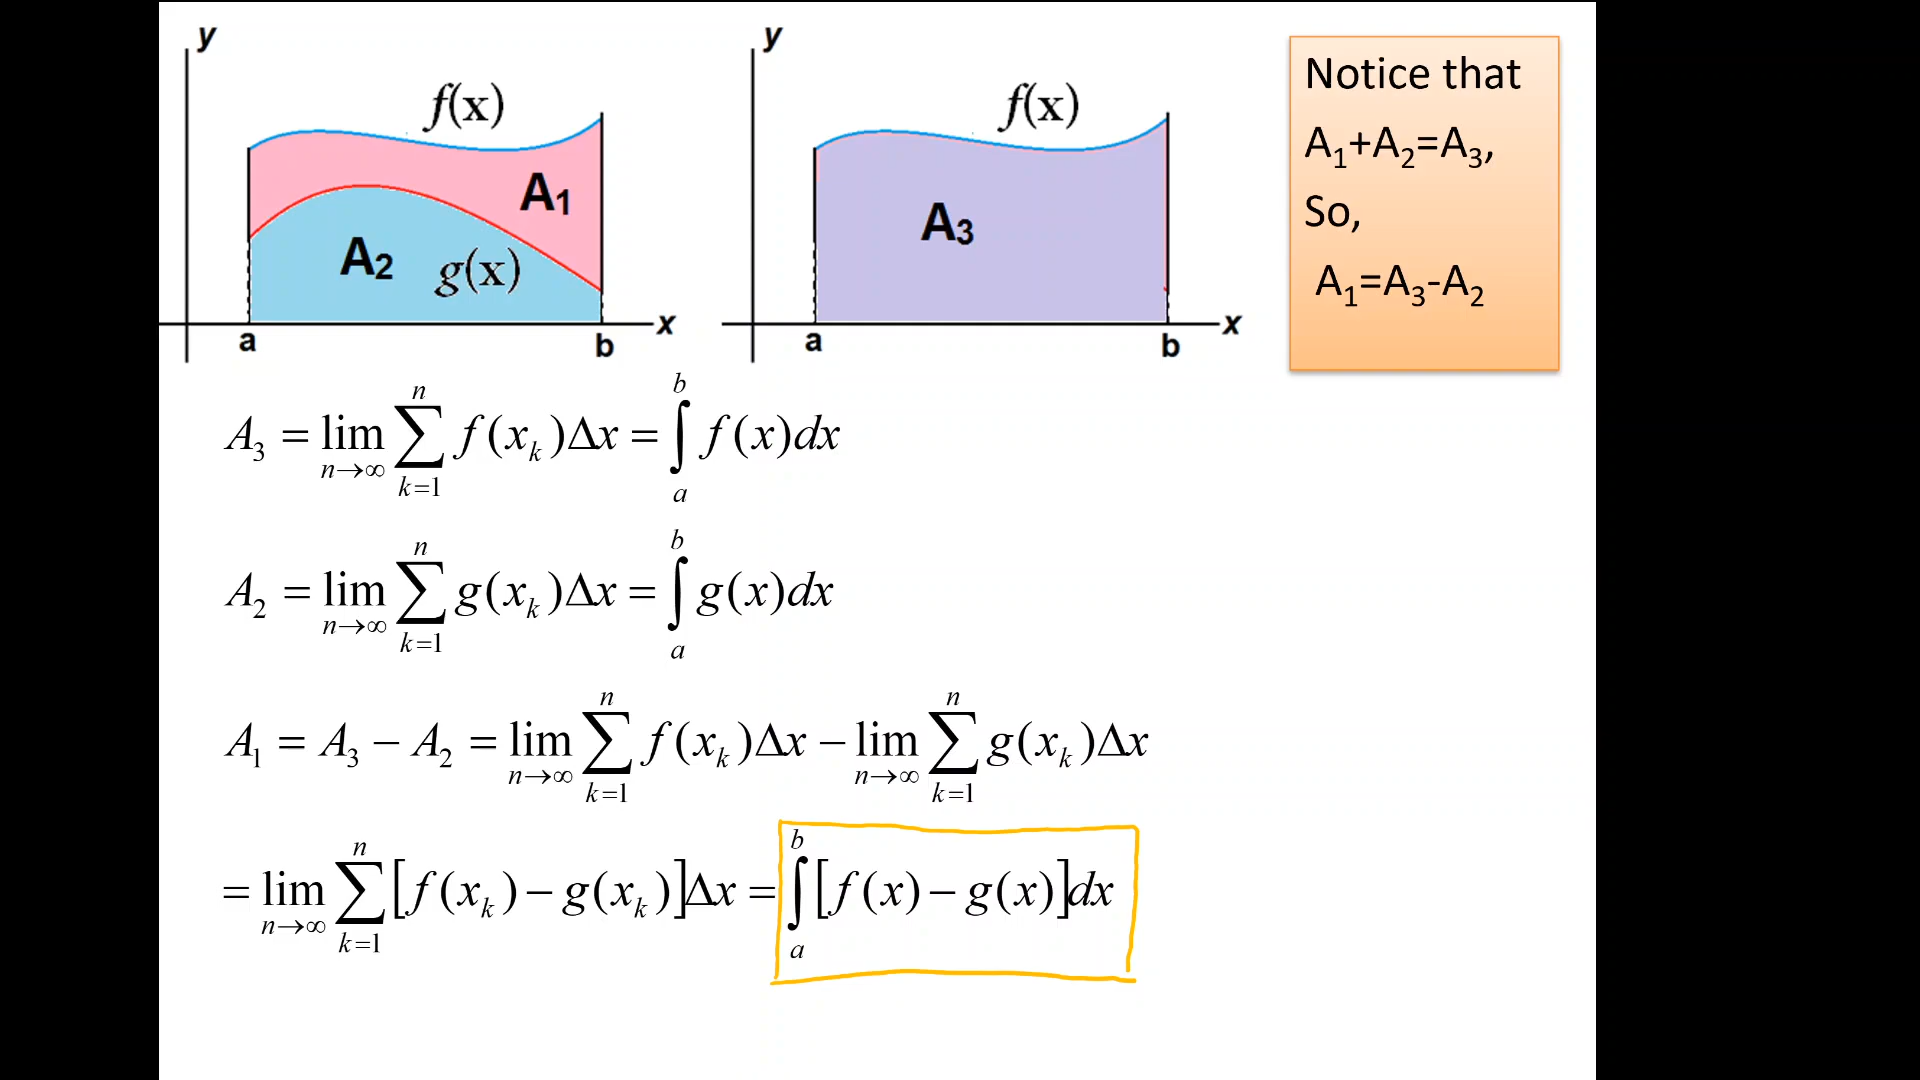 y
f(x)
A1
A2 g(x)
x
a b
y
f(x)
A3
x
a b
Notice that
A₁+A₂=A₃,
So,
A₁=A₃-A₂
A₃ = lim n→∞ ∑ k=1 n f(xₖ)Δx = ∫ a b f(x)dx
A₂ = lim n→∞ ∑ k=1 n g(xₖ)Δx = ∫ a b g(x)dx
A₁ = A₃ − A₂ = lim n→∞ ∑ k=1 n f(xₖ)Δx − lim n→∞ ∑ k=1 n g(xₖ)Δx
= lim n→∞ ∑ k=1 n [f(xₖ) − g(xₖ)]Δx = ∫ a b [f(x) − g(x)]dx